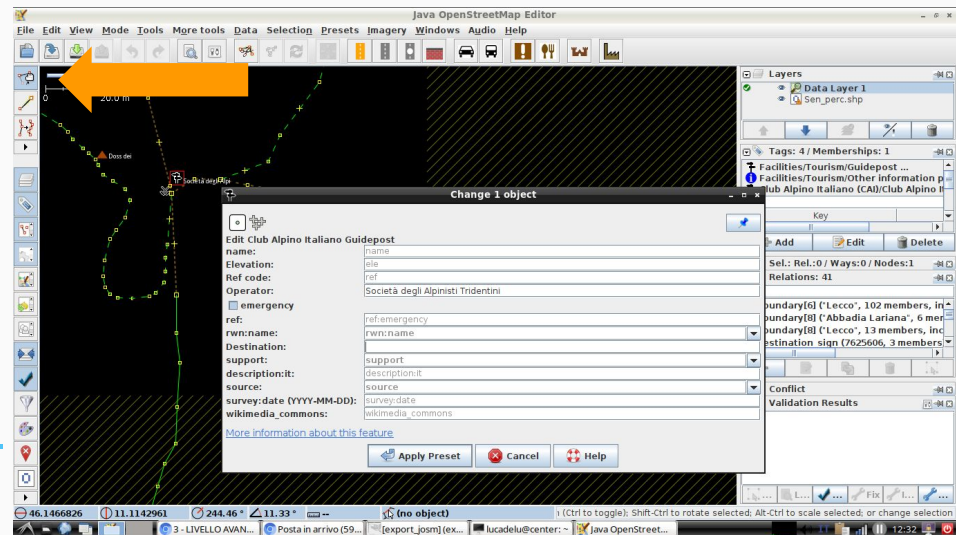 Java OpenStreetMap Editor
File Edit View Mode Tools More tools Data Selection Presets Imagery Windows Audio Help
0 20.0 m
Doss dei
Società degli Alpi
Layers
Data Layer 1
Sen_perc.shp
Tags: 4 / Memberships: 1
Facilities/Tourism/Guidepost ...
Facilities/Tourism/Other information p
lub Alpino Italiano (CAI)/Club Alpino I
Key
Add Edit Delete
Sel.: Rel.:0 / Ways:0 / Nodes:1
Relations: 41
oundary[6] ("Lecco", 102 members, in
oundary[8] ("Abbadia Lariana", 6 mer
oundary[8] ("Lecco", 13 members, inc
estination sign (7625606, 3 members
Conflict
Validation Results
L... Fix I...
Change 1 object
Edit Club Alpino Italiano Guidepost
name: name
Elevation: ele
Ref code: ref
Operator: Società degli Alpinisti Tridentini
emergency
ref: ref:emergency
rwn:name: rwn:name
Destination:
support: support
description:it: description:it
source: source
survey:date (YYYY-MM-DD): survey:date
wikimedia_commons: wikimedia_commons
More information about this feature
Apply Preset Cancel Help
46.1466826 11.1142961 244.46 ° 11.33 ° -- (no object) (Ctrl to toggle); Shift-Ctrl to rotate selected; Alt-Ctrl to scale selected; or change selection
3 - LIVELLO AVAN... Posta in arrivo (59... [export_josm] (ex... lucadelu@center: ~ Java OpenStreet... 12:32